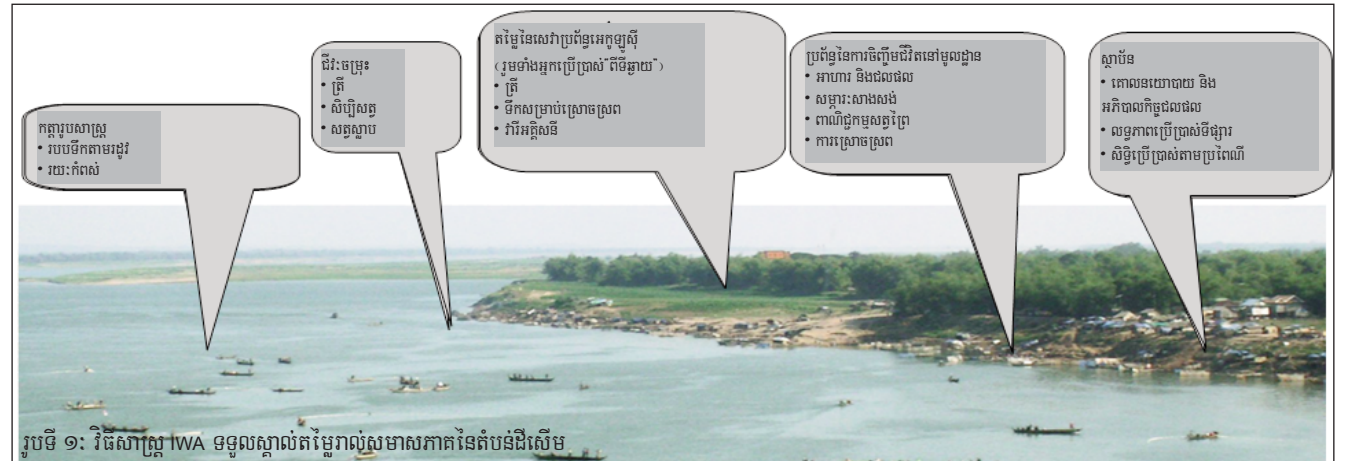 កត្តារូបសាស្ត្រ
• របបទឹកតាមរដូវ
• រយៈកំពស់
ជីវៈចម្រុះ
• ត្រី
• សិប្បិសត្វ
• សត្វស្លាប
តម្លៃនៃសេវាប្រព័ន្ធអេកូឡូស៊ី
(រួមទាំងអ្នកប្រើប្រាស់"ពីទីឆ្ងាយ")
• ត្រី
• ទឹកសម្រាប់ស្រោចស្រព
• វារីអគ្គិសនី
ប្រព័ន្ធនៃការចិញ្ចឹមជីវិតនៅមូលដ្ឋាន
• អាហារ និងជលផល
• សម្ភារៈសាងសង់
• ពាណិជ្ជកម្មសត្វព្រៃ
• ការស្រោចស្រព
ស្ថាប័ន
• គោលនយោបាយ និង
អភិបាលកិច្ចជលផល
• លទ្ធភាពប្រើប្រាស់ទីផ្សារ
• សិទ្ធិប្រើប្រាស់តាមប្រពៃណី
រូបទី ១: វិធីសាស្ត្រ IWA ទទួលស្គាល់តម្លៃរាល់សមាសភាគនៃតំបន់ដីសើម